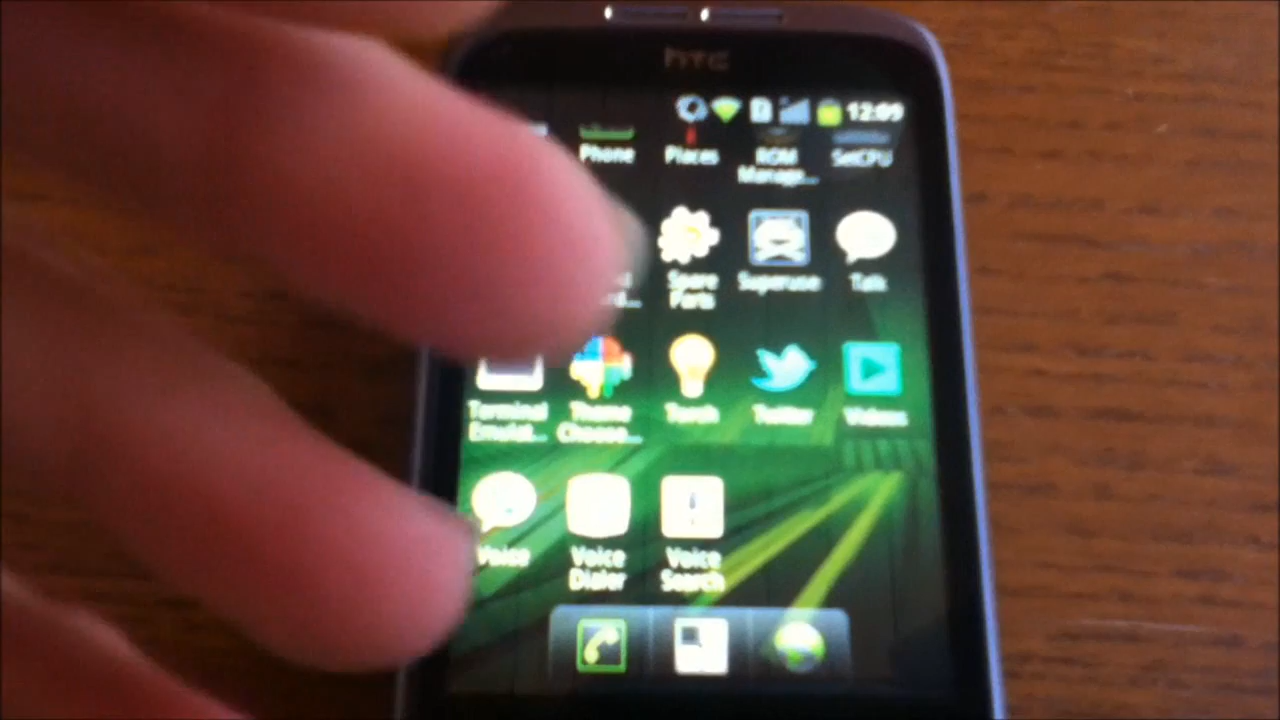 hTC
12:09
Phone
Places
ROM
Manage...
SetCPU
Spare
Parts
Superuse
Talk
Terminal
Emulat...
Theme
Choose...
Torch
Twitter
Videos
Voice
Voice
Dialer
Voice
Search